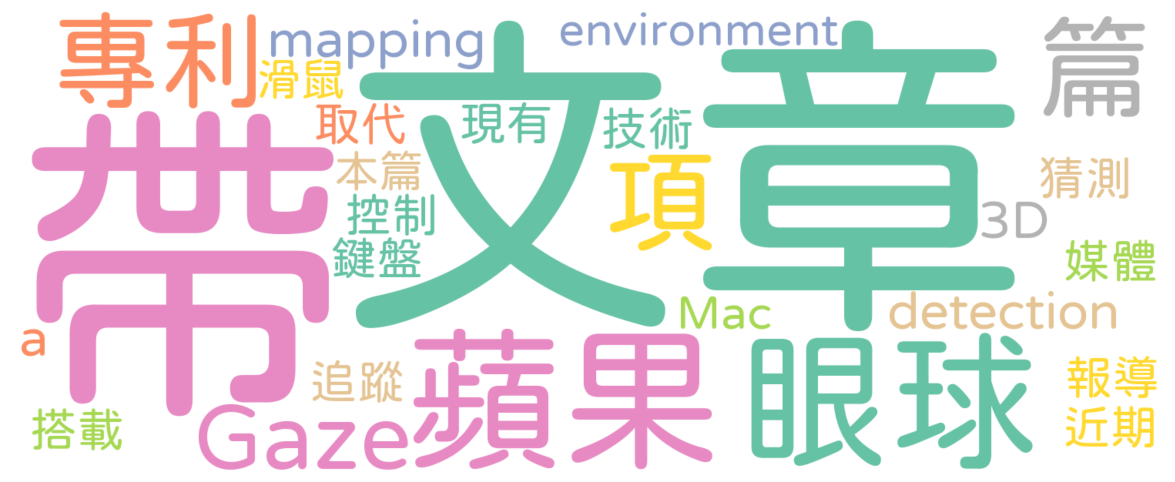 專利
mapping
environment
篇
滑鼠
文章
帶
取代
現有
技術
本篇
項
猜測
控制
3D
鍵盤
媒體
Mac
detection
a
蘋果
眼球
追蹤
報導
Gaze
搭載
近期